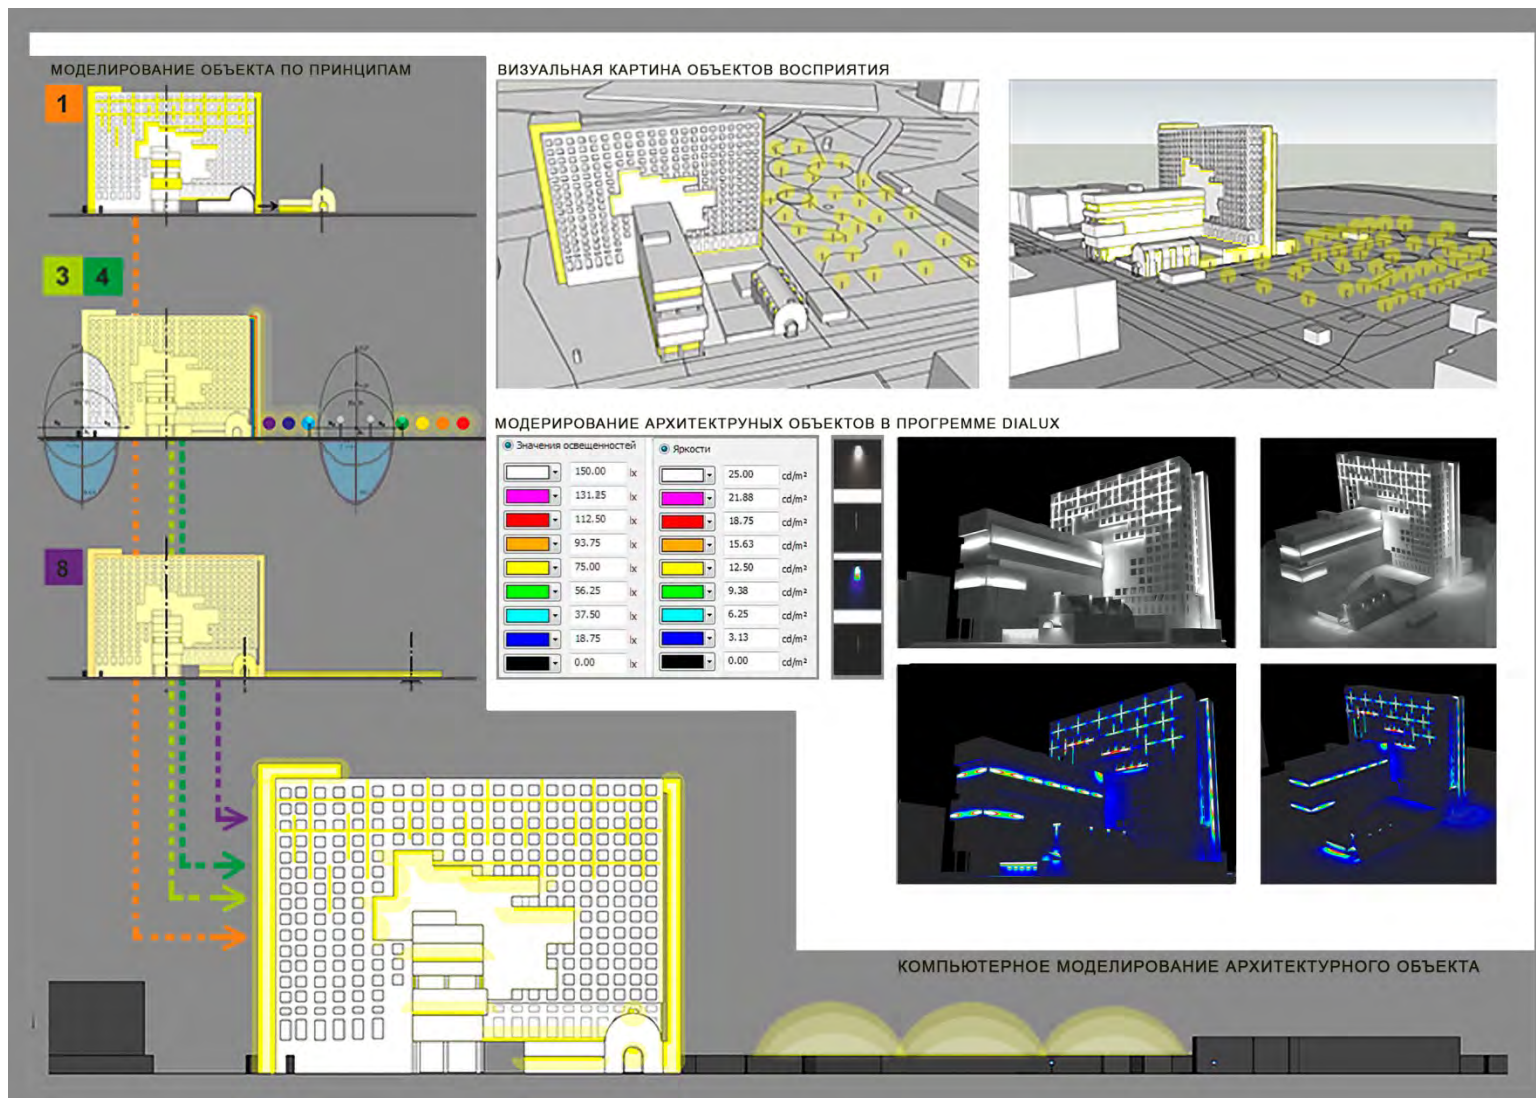 МОДЕЛИРОВАНИЕ ОБЪЕКТА ПО ПРИНЦИПАМ
1
3 4
8
ВИЗУАЛЬНАЯ КАРТИНА ОБЪЕКТОВ ВОСПРИЯТИЯ
МОДЕРИРОВАНИЕ АРХИТЕКТРУНЫХ ОБЪЕКТОВ В ПРОГРЕММЕ DIALUX
Значения освещенностей
150.00 lx
131.25 lx
112.50 lx
93.75 lx
75.00 lx
56.25 lx
37.50 lx
18.75 lx
0.00 lx
Яркости
25.00 cd/m²
21.88 cd/m²
18.75 cd/m²
15.63 cd/m²
12.50 cd/m²
9.38 cd/m²
6.25 cd/m²
3.13 cd/m²
0.00 cd/m²
КОМПЬЮТЕРНОЕ МОДЕЛИРОВАНИЕ АРХИТЕКТУРНОГО ОБЪЕКТА